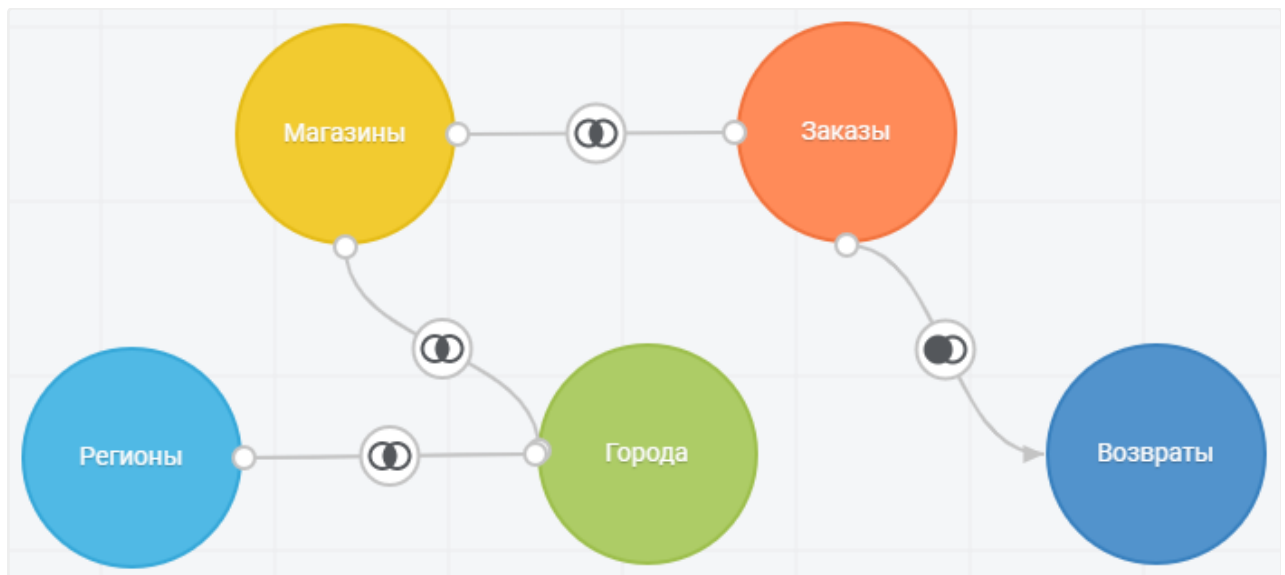 Магазины
Заказы
Регионы
Города
Возвраты